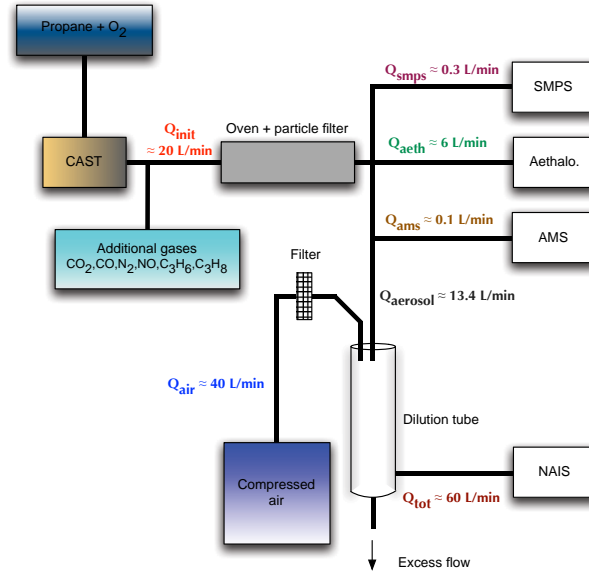 Propane + O2
Qsmps ≈ 0.3 L/min
SMPS
Qinit
≈ 20 L/min
Oven + particle filter
CAST
Qaeth ≈ 6 L/min
Aethalo.
Additional gases
CO2,CO,N2,NO,C3H6,C3H8
Qams ≈ 0.1 L/min
AMS
Filter
Qaerosol ≈ 13.4 L/min
Qair ≈ 40 L/min
Dilution tube
Compressed
air
NAIS
Qtot ≈ 60 L/min
Excess flow